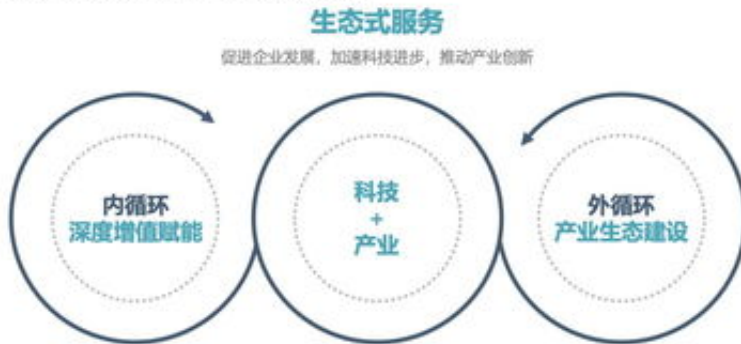 生态式服务
促进企业发展，加速科技进步，推动产业创新
内循环
深度增值赋能
科技
+
产业
外循环
产业生态建设